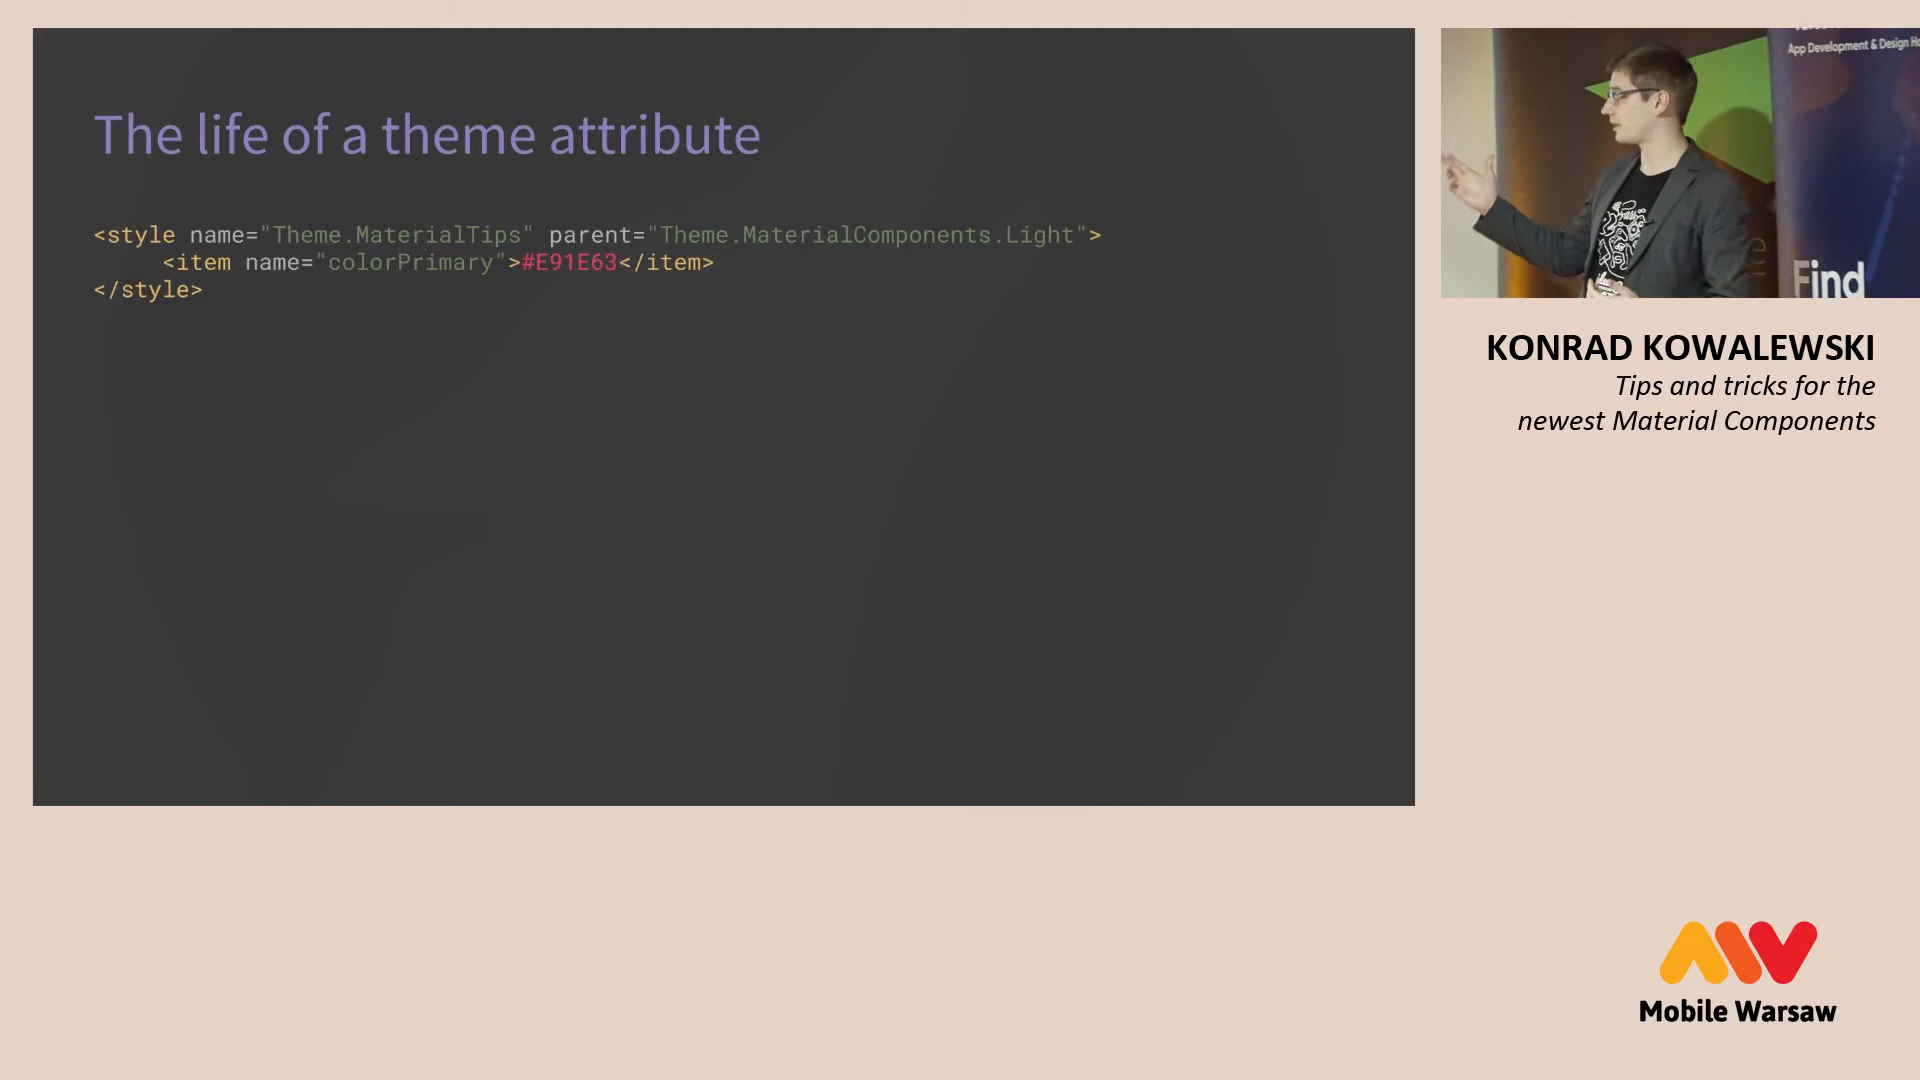 The life of a theme attribute
<style name="Theme.MaterialTips" parent="Theme.MaterialComponents.Light">
<item name="colorPrimary">#E91E63</item>
</style>
App Development & Design
Find
KONRAD KOWALEWSKI
Tips and tricks for the
newest Material Components
Mobile Warsaw